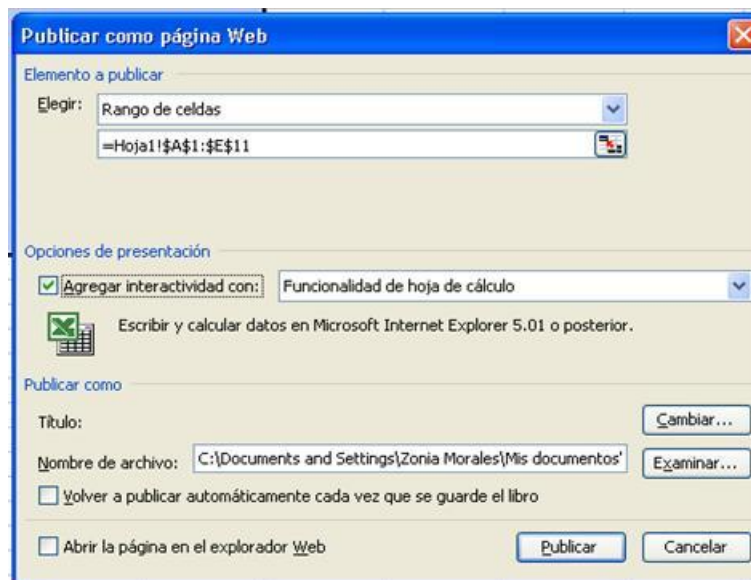 Publicar como página Web
Elemento a publicar
Elegir: Rango de celdas
=Hoja1!$A$1:$E$11
Opciones de presentación
Agregar interactividad con: Funcionalidad de hoja de cálculo
Escribir y calcular datos en Microsoft Internet Explorer 5.01 o posterior.
Publicar como
Título: Cambiar...
Nombre de archivo: C:\Documents and Settings\Zonia Morales\Mis documentos' Examinar...
Volver a publicar automáticamente cada vez que se guarde el libro
Abrir la página en el explorador Web Publicar Cancelar